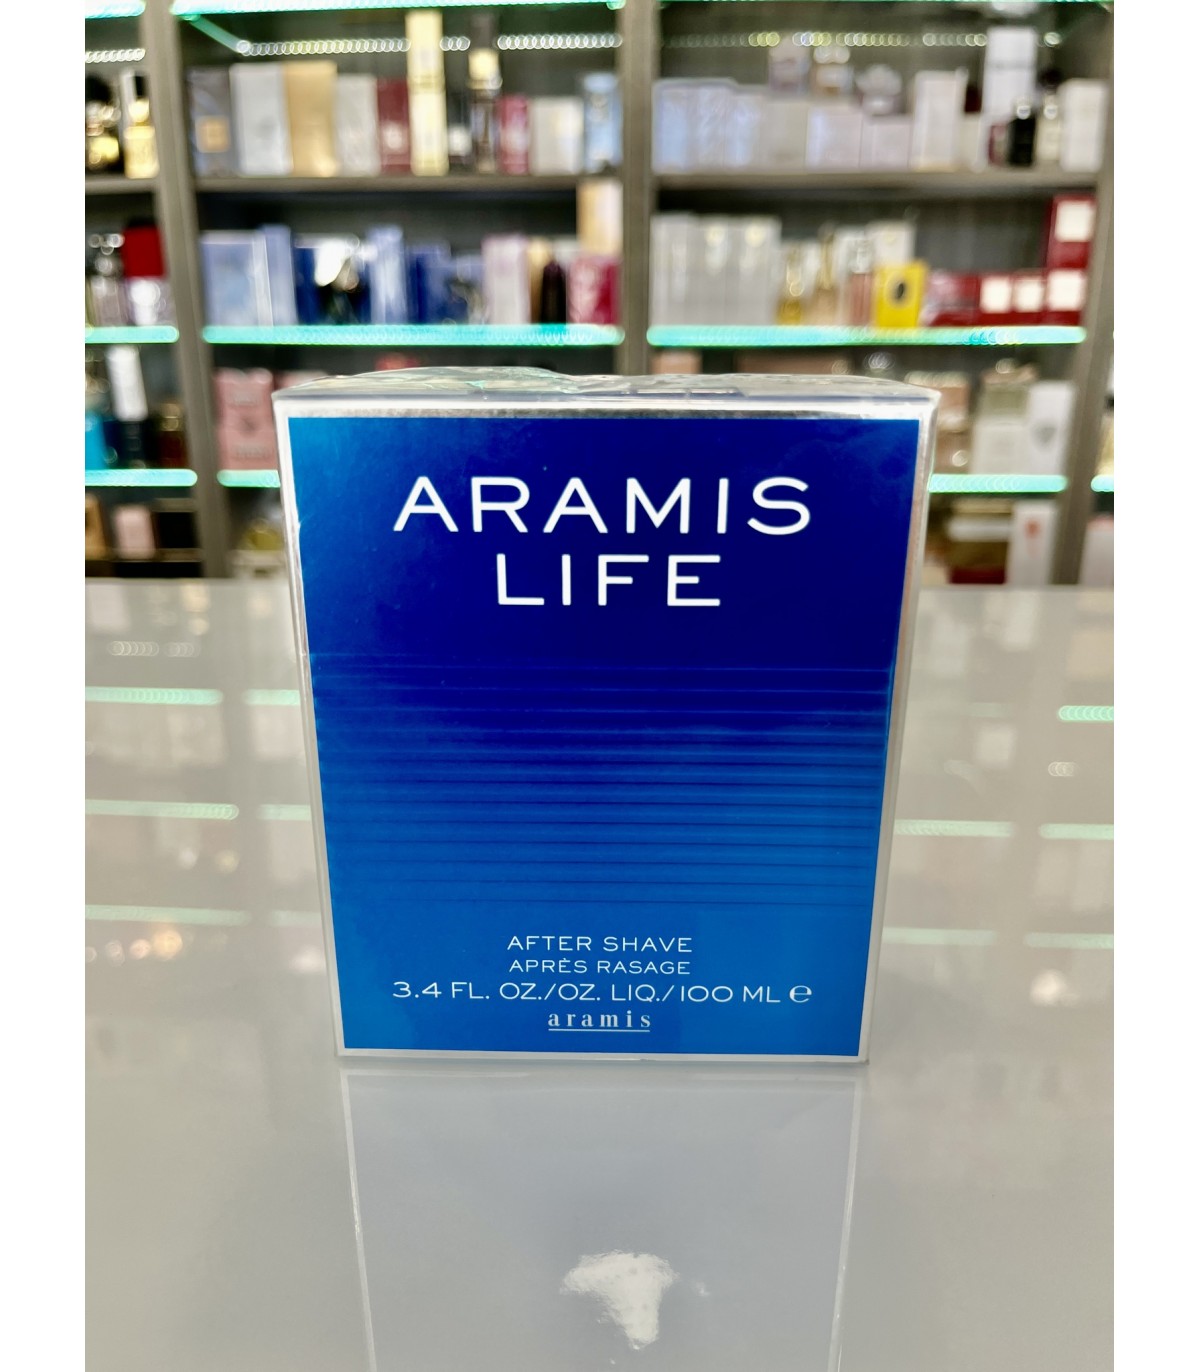 ARAMIS
LIFE
AFTER SHAVE
APRÈS RASAGE
3.4 FL. OZ./OZ. LIQ./100 ML ℮
aramis